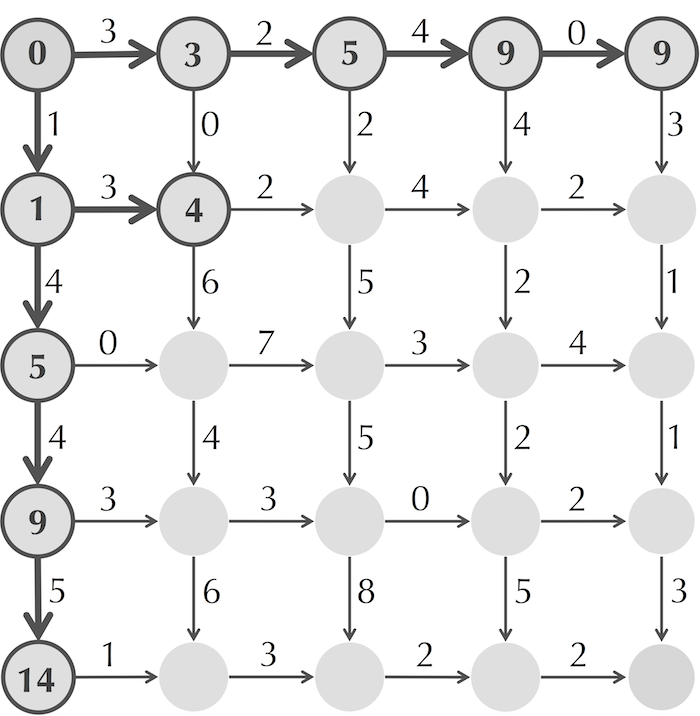 3 2 4 0
0 3 5 9 9
1 0 2 4 3
3 2 4 2
1 4
4 6 5 2 1
0 7 3 4
5
4 4 5 2 1
3 3 0 2
9
5 6 8 5 3
1 3 2 2
14